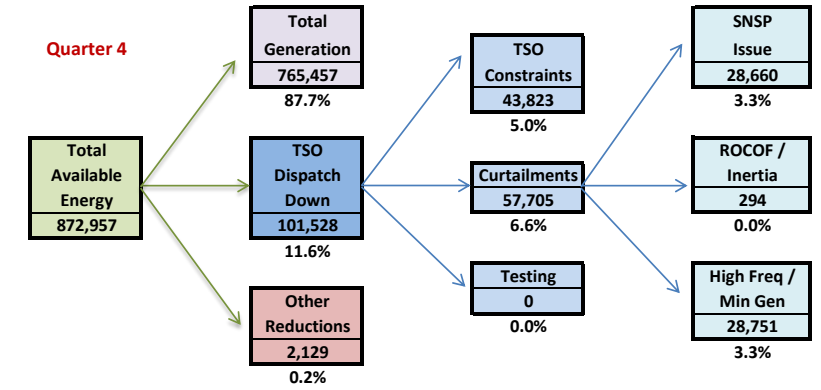 Quarter 4
Total
Available
Energy
872,957
Total
Generation
765,457
87.7%
TSO
Dispatch
Down
101,528
11.6%
Other
Reductions
2,129
0.2%
TSO
Constraints
43,823
5.0%
Curtailments
57,705
6.6%
Testing
0
0.0%
SNSP
Issue
28,660
3.3%
ROCOF /
Inertia
294
0.0%
High Freq /
Min Gen
28,751
3.3%